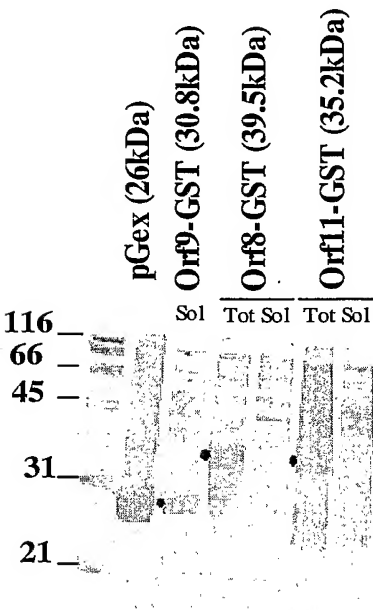 pGex (26kDa)
Orf9-GST (30.8kDa)
Orf8-GST (39.5kDa)
Orf11-GST (35.2kDa)
Sol
Tot Sol
Tot Sol
116
66
45
31
21